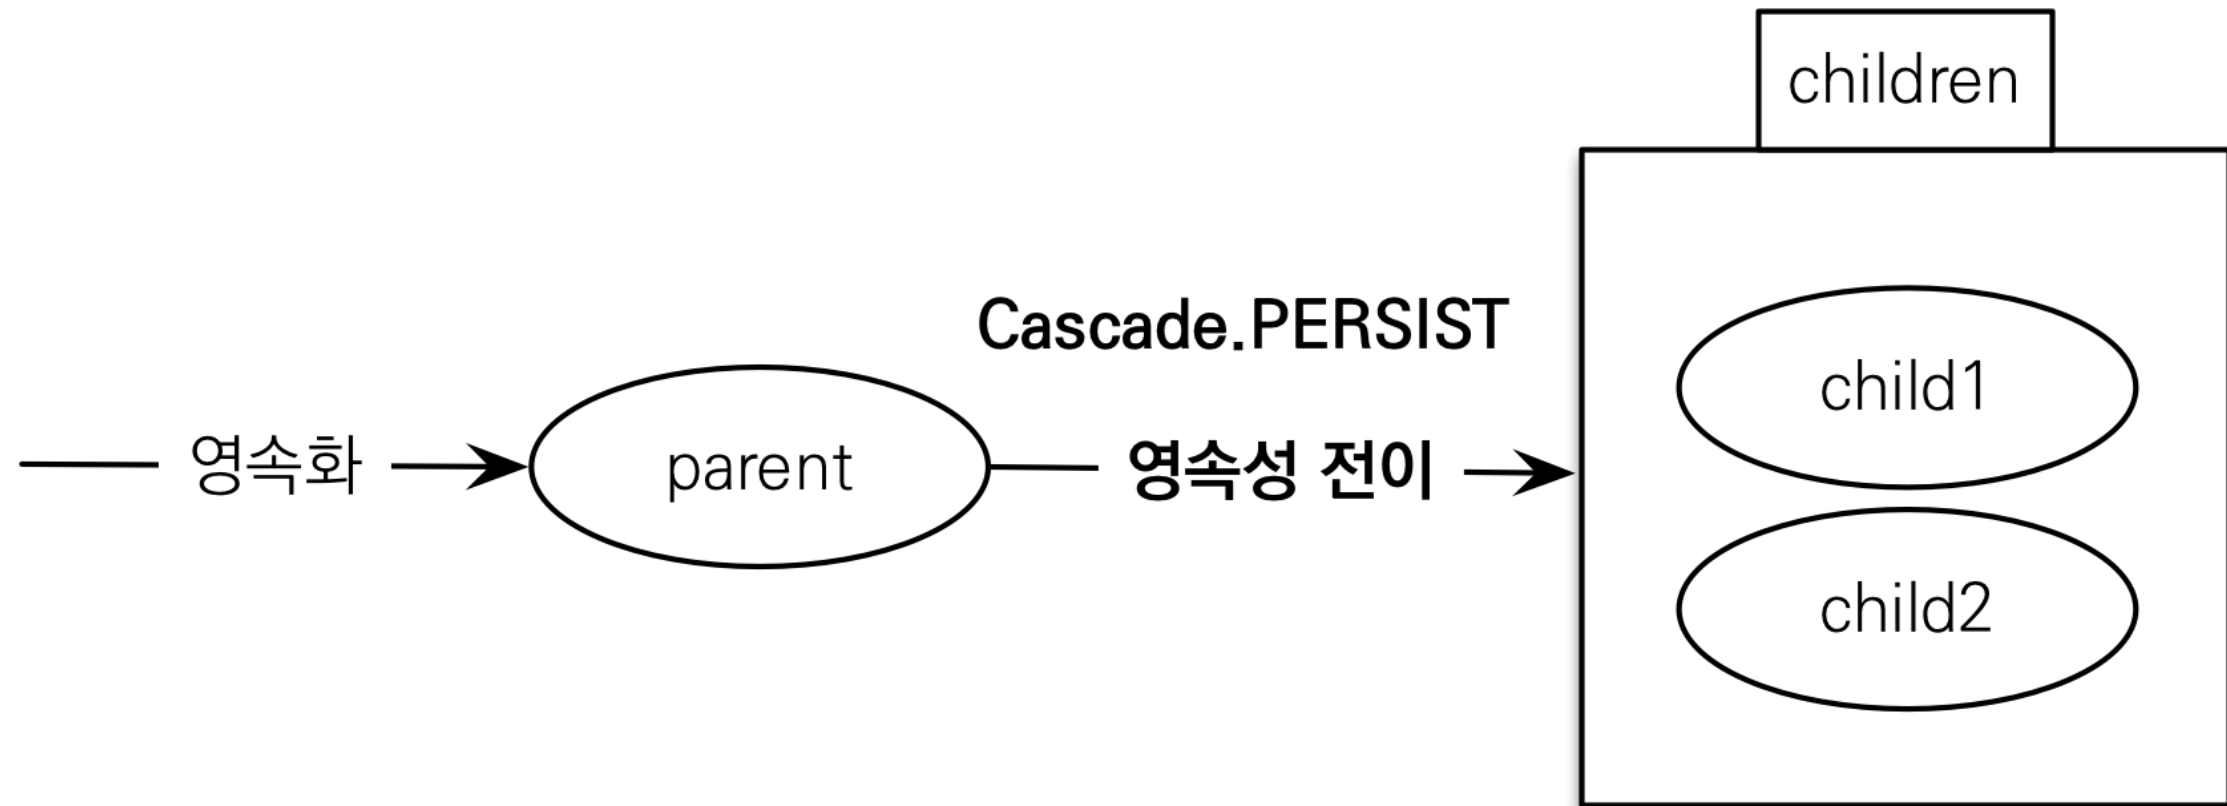 children
Cascade.PERSIST
child1
영속화
parent
영속성 전이
child2